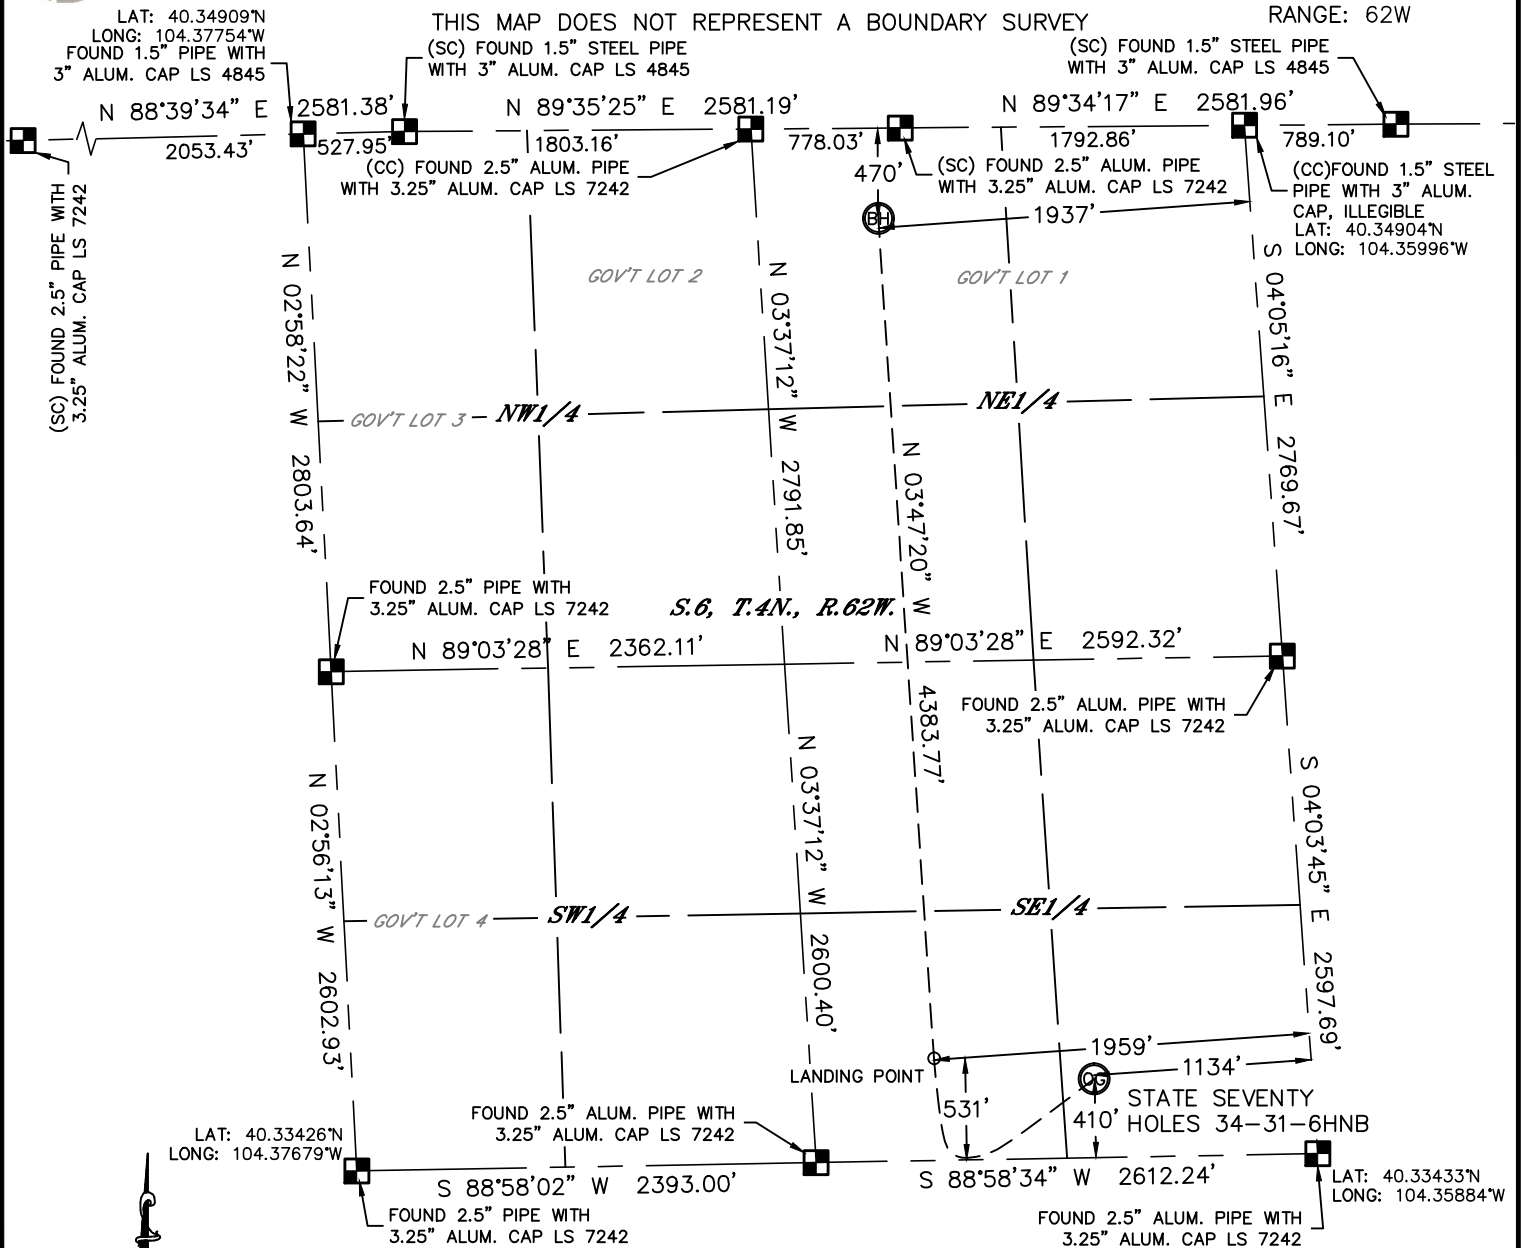 LAT: 40.34909°N
LONG: 104.37754°W
FOUND 1.5” PIPE WITH
3” ALUM. CAP LS 4845
THIS MAP DOES NOT REPRESENT A BOUNDARY SURVEY
RANGE: 62W
(SC) FOUND 1.5” STEEL PIPE
WITH 3” ALUM. CAP LS 4845
(SC) FOUND 1.5” STEEL PIPE
WITH 3” ALUM. CAP LS 4845
N 88°39’34” E 2581.38’
N 89°35’25” E 2581.19’
N 89°34’17” E 2581.96’
2053.43’
527.95’
1803.16’
778.03’
1792.86’
789.10’
(CC) FOUND 2.5” ALUM. PIPE
WITH 3.25” ALUM. CAP LS 7242
470’
(SC) FOUND 2.5” ALUM. PIPE
WITH 3.25” ALUM. CAP LS 7242
(CC)FOUND 1.5” STEEL
PIPE WITH 3” ALUM.
CAP, ILLEGIBLE
LAT: 40.34904°N
LONG: 104.35996°W
(SC) FOUND 2.5” PIPE WITH
3.25” ALUM. CAP LS 7242
BH
1937’
GOV’T LOT 2
GOV’T LOT 1
N 02°58’22” W 2803.64’
N 03°37’12” W 2791.85’
S 04°05’16” E 2769.67’
GOV’T LOT 3
NW1/4
NE1/4
N 03°47’20” W 4383.77’
FOUND 2.5” PIPE WITH
3.25” ALUM. CAP LS 7242
S.6, T.4N., R.62W.
N 89°03’28” E 2362.11’
N 89°03’28” E 2592.32’
FOUND 2.5” ALUM. PIPE WITH
3.25” ALUM. CAP LS 7242
N 02°56’13” W 2602.93’
N 03°37’12” W 2600.40’
S 04°03’45” E 2597.69’
GOV’T LOT 4
SW1/4
SE1/4
1959’
1134’
LANDING POINT
OG
531’
410’
STATE SEVENTY
HOLES 34-31-6HNB
FOUND 2.5” ALUM. PIPE WITH
3.25” ALUM. CAP LS 7242
LAT: 40.33426°N
LONG: 104.37679°W
S 88°58’02” W 2393.00’
S 88°58’34” W 2612.24’
LAT: 40.33433°N
LONG: 104.35884°W
FOUND 2.5” PIPE WITH
3.25” ALUM. CAP LS 7242
FOUND 2.5” ALUM. PIPE WITH
3.25” ALUM. CAP LS 7242